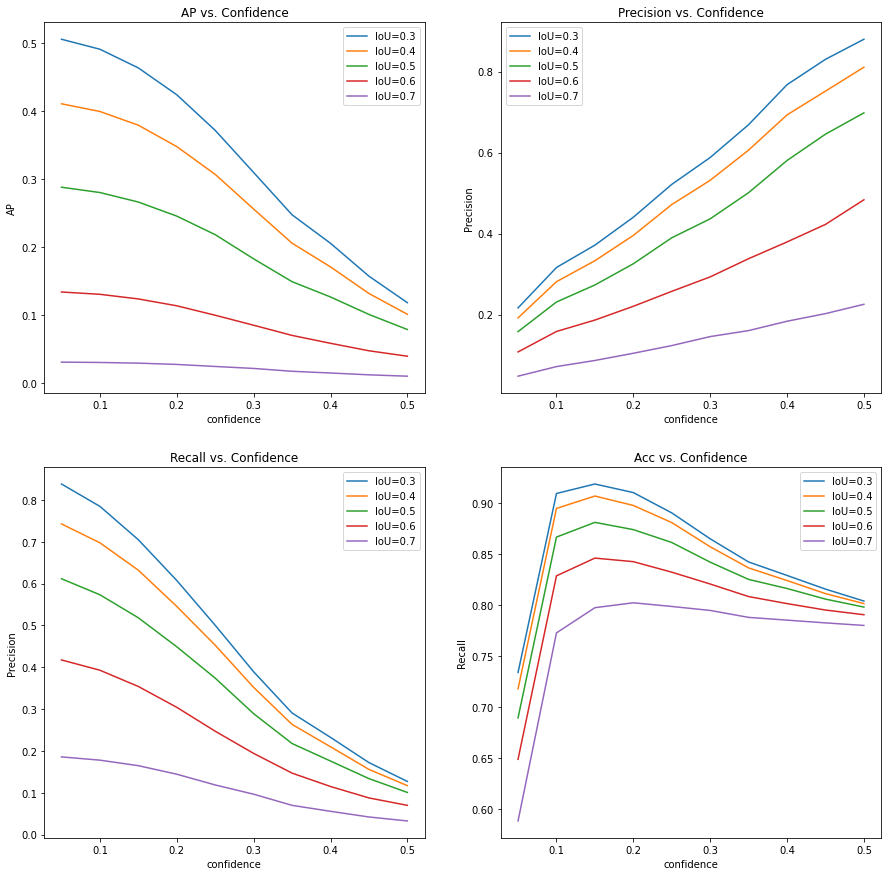 AP vs. Confidence
AP
0.5
0.4
0.3
0.2
0.1
0.0
IoU=0.3
IoU=0.4
IoU=0.5
IoU=0.6
IoU=0.7
0.1 0.2 0.3 0.4 0.5
confidence
Precision vs. Confidence
Precision
0.8
0.6
0.4
0.2
IoU=0.3
IoU=0.4
IoU=0.5
IoU=0.6
IoU=0.7
0.1 0.2 0.3 0.4 0.5
confidence
Recall vs. Confidence
Precision
0.8
0.7
0.6
0.5
0.4
0.3
0.2
0.1
0.0
IoU=0.3
IoU=0.4
IoU=0.5
IoU=0.6
IoU=0.7
0.1 0.2 0.3 0.4 0.5
confidence
Acc vs. Confidence
Recall
0.90
0.85
0.80
0.75
0.70
0.65
0.60
IoU=0.3
IoU=0.4
IoU=0.5
IoU=0.6
IoU=0.7
0.1 0.2 0.3 0.4 0.5
confidence